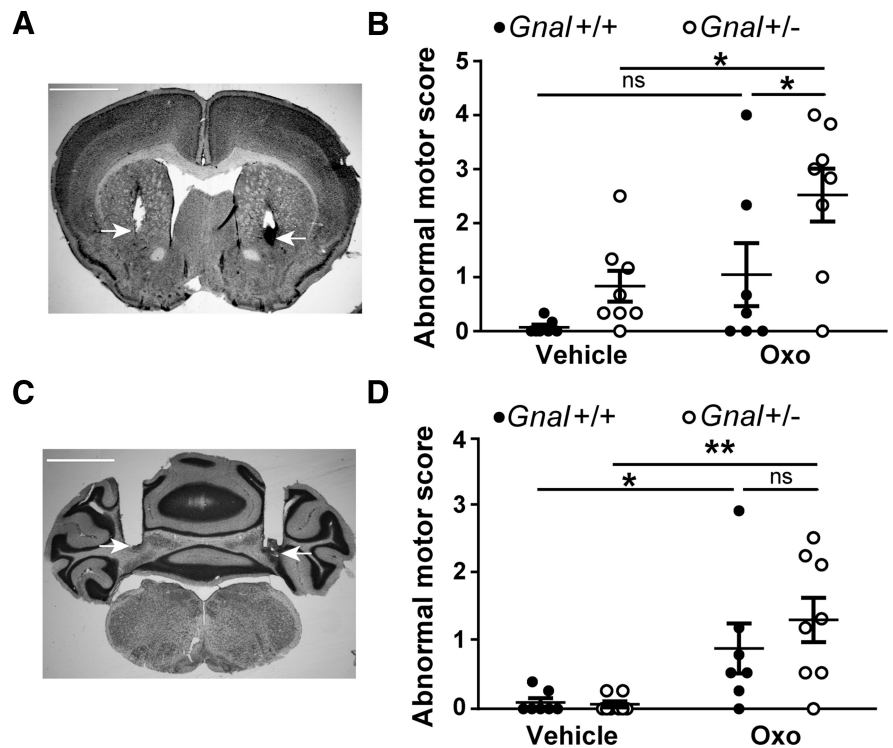 A
B
● Gnal+/+ ○ Gnal+/-
*
ns
*
Abnormal motor score
5
4
3
2
1
0
Vehicle Oxo
C
D
● Gnal+/+ ○ Gnal+/-
**
*
ns
Abnormal motor score
4
3
2
1
0
Vehicle Oxo